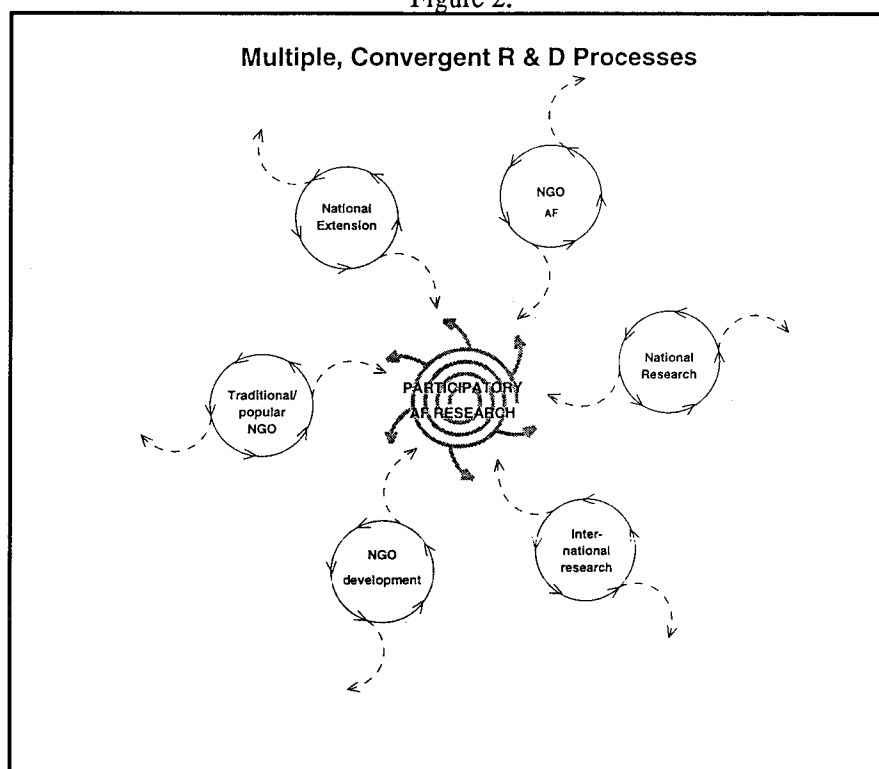 Figure 2.
Multiple, Convergent R & D Processes
National
Extension
NGO
AF
National
Research
Traditional/
popular
NGO
PARTICIPATORY
AF RESEARCH
NGO
development
Inter-
national
research